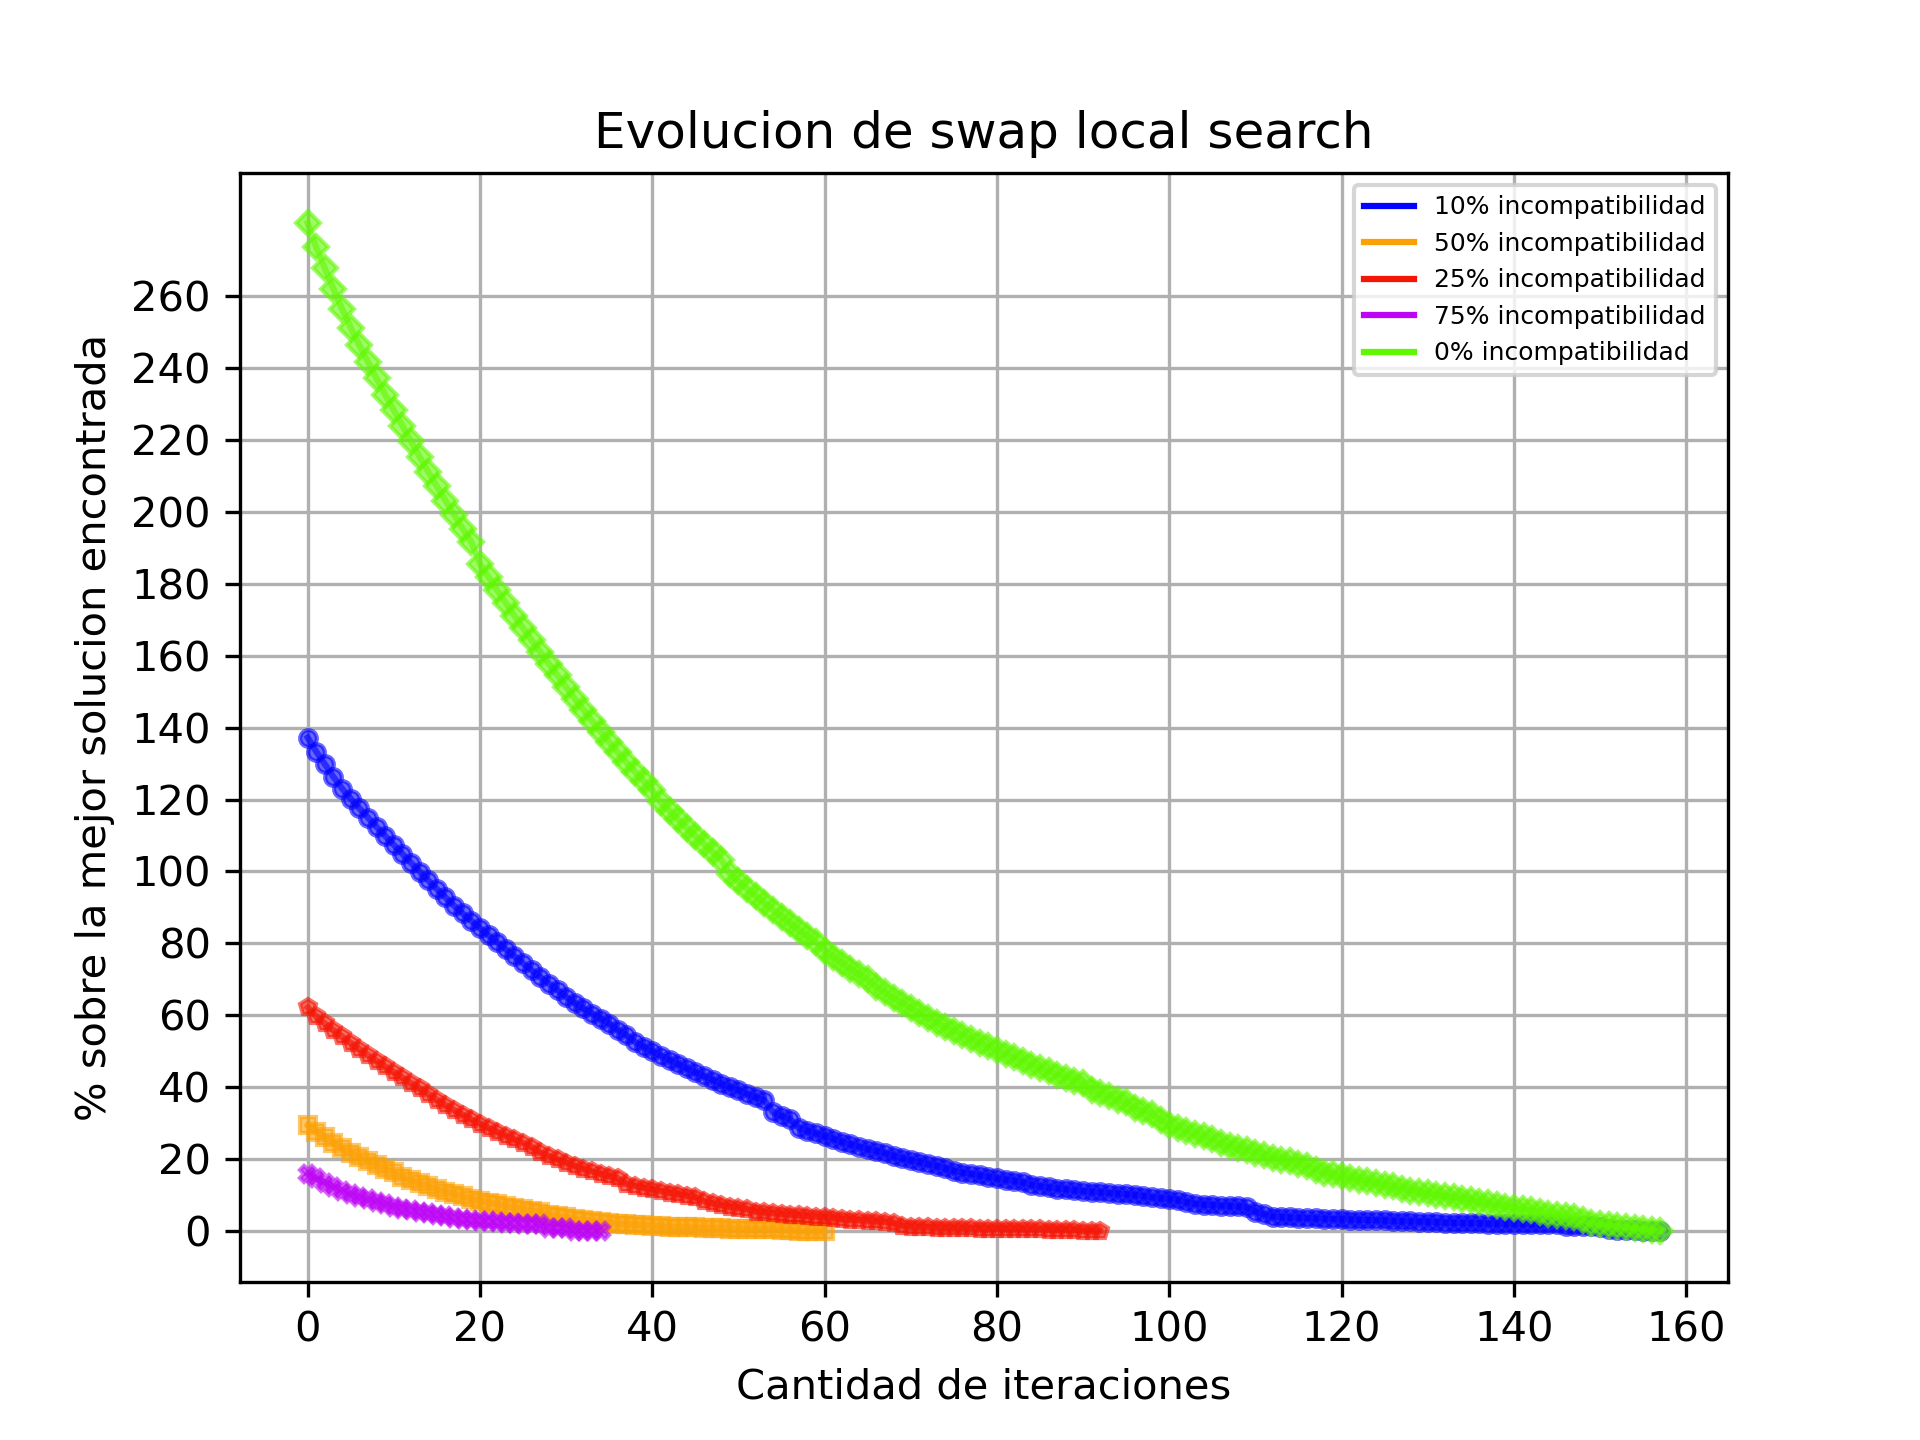 Evolucion de swap local search
10% incompatibilidad
50% incompatibilidad
25% incompatibilidad
75% incompatibilidad
0% incompatibilidad
% sobre la mejor solucion encontrada
260
240
220
200
180
160
140
120
100
80
60
40
20
0
0 20 40 60 80 100 120 140 160
Cantidad de iteraciones